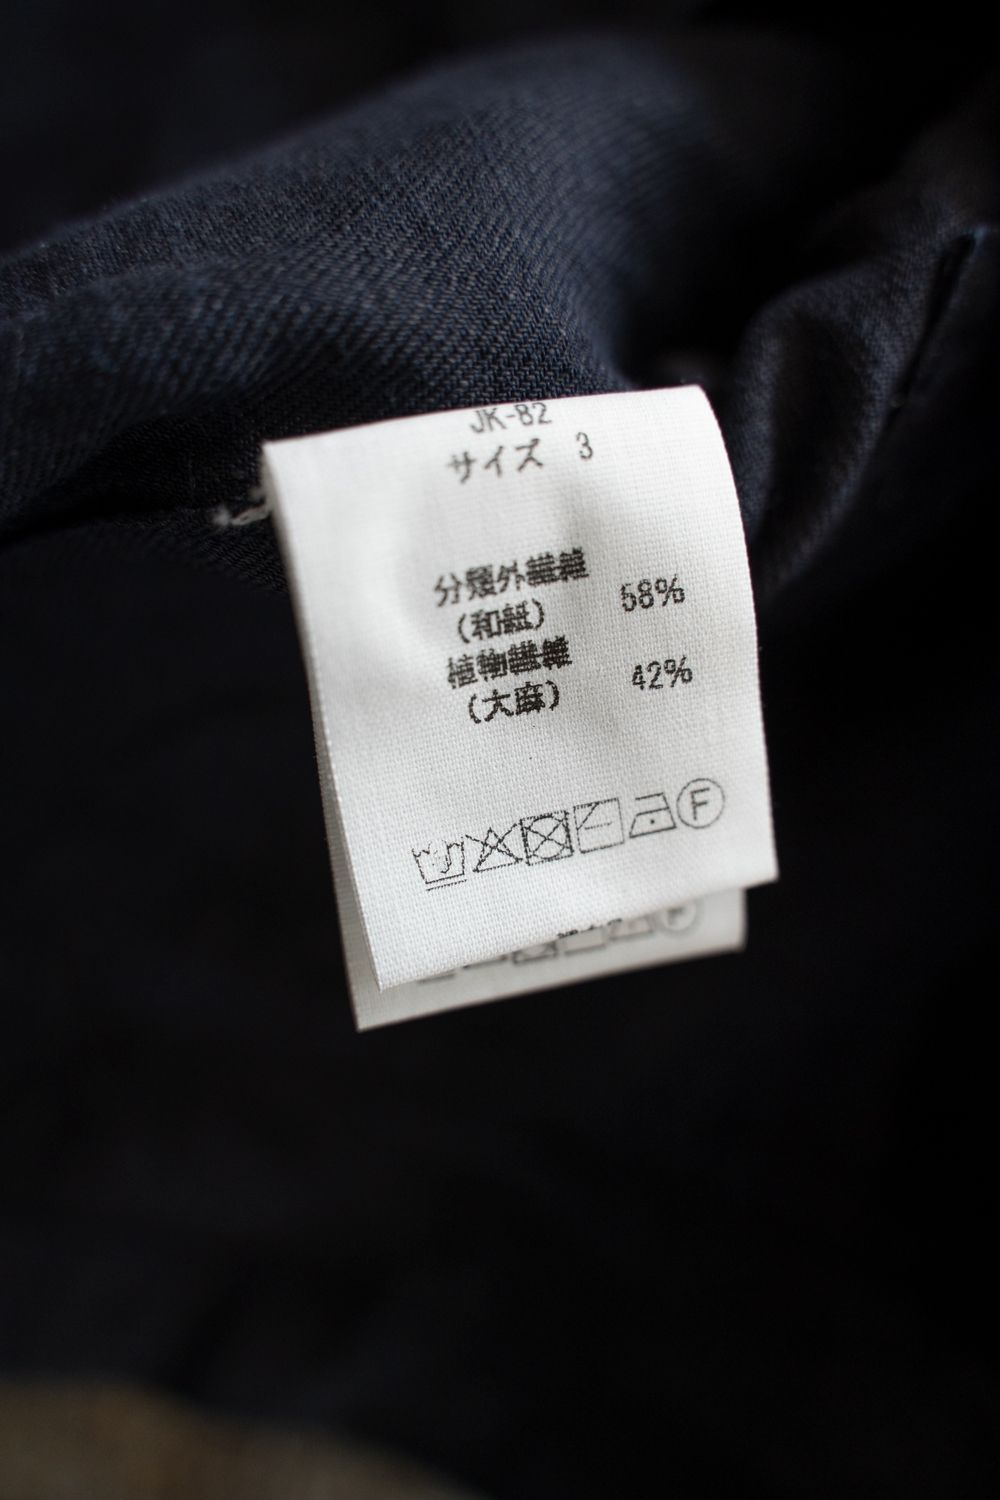 JK-82
サイズ 3
分類外繊維 58%
(和紙)
植物繊維 42%
(大麻)
F
F